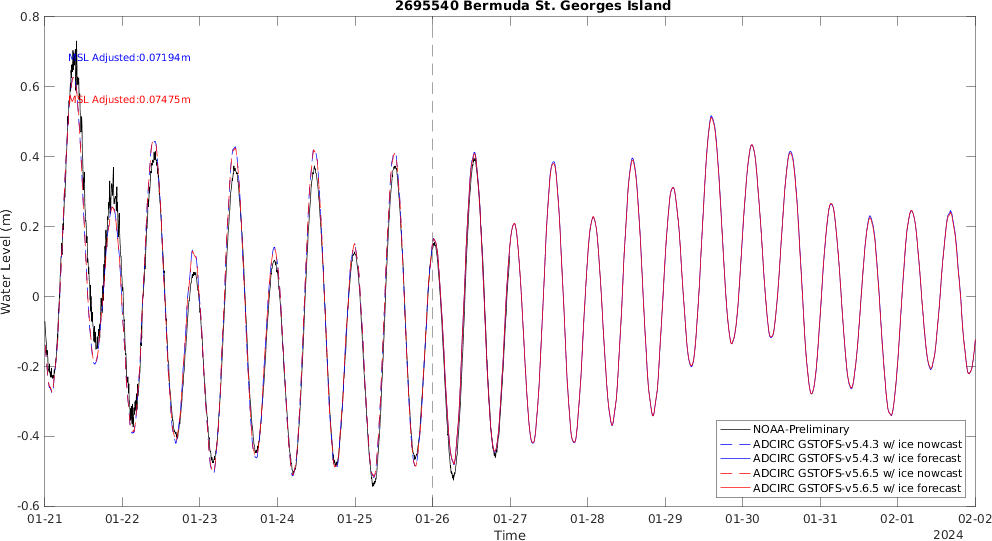 2695540 Bermuda St. Georges Island
MSL Adjusted:0.07194m
MSL Adjusted:0.07475m
Water Level (m)
0.8
0.6
0.4
0.2
0
-0.2
-0.4
-0.6
NOAA-Preliminary
ADCIRC GSTOFS-v5.4.3 w/ ice nowcast
ADCIRC GSTOFS-v5.4.3 w/ ice forecast
ADCIRC GSTOFS-v5.6.5 w/ ice nowcast
ADCIRC GSTOFS-v5.6.5 w/ ice forecast
01-21 01-22 01-23 01-24 01-25 01-26 01-27 01-28 01-29 01-30 01-31 02-01 02-02
Time
2024